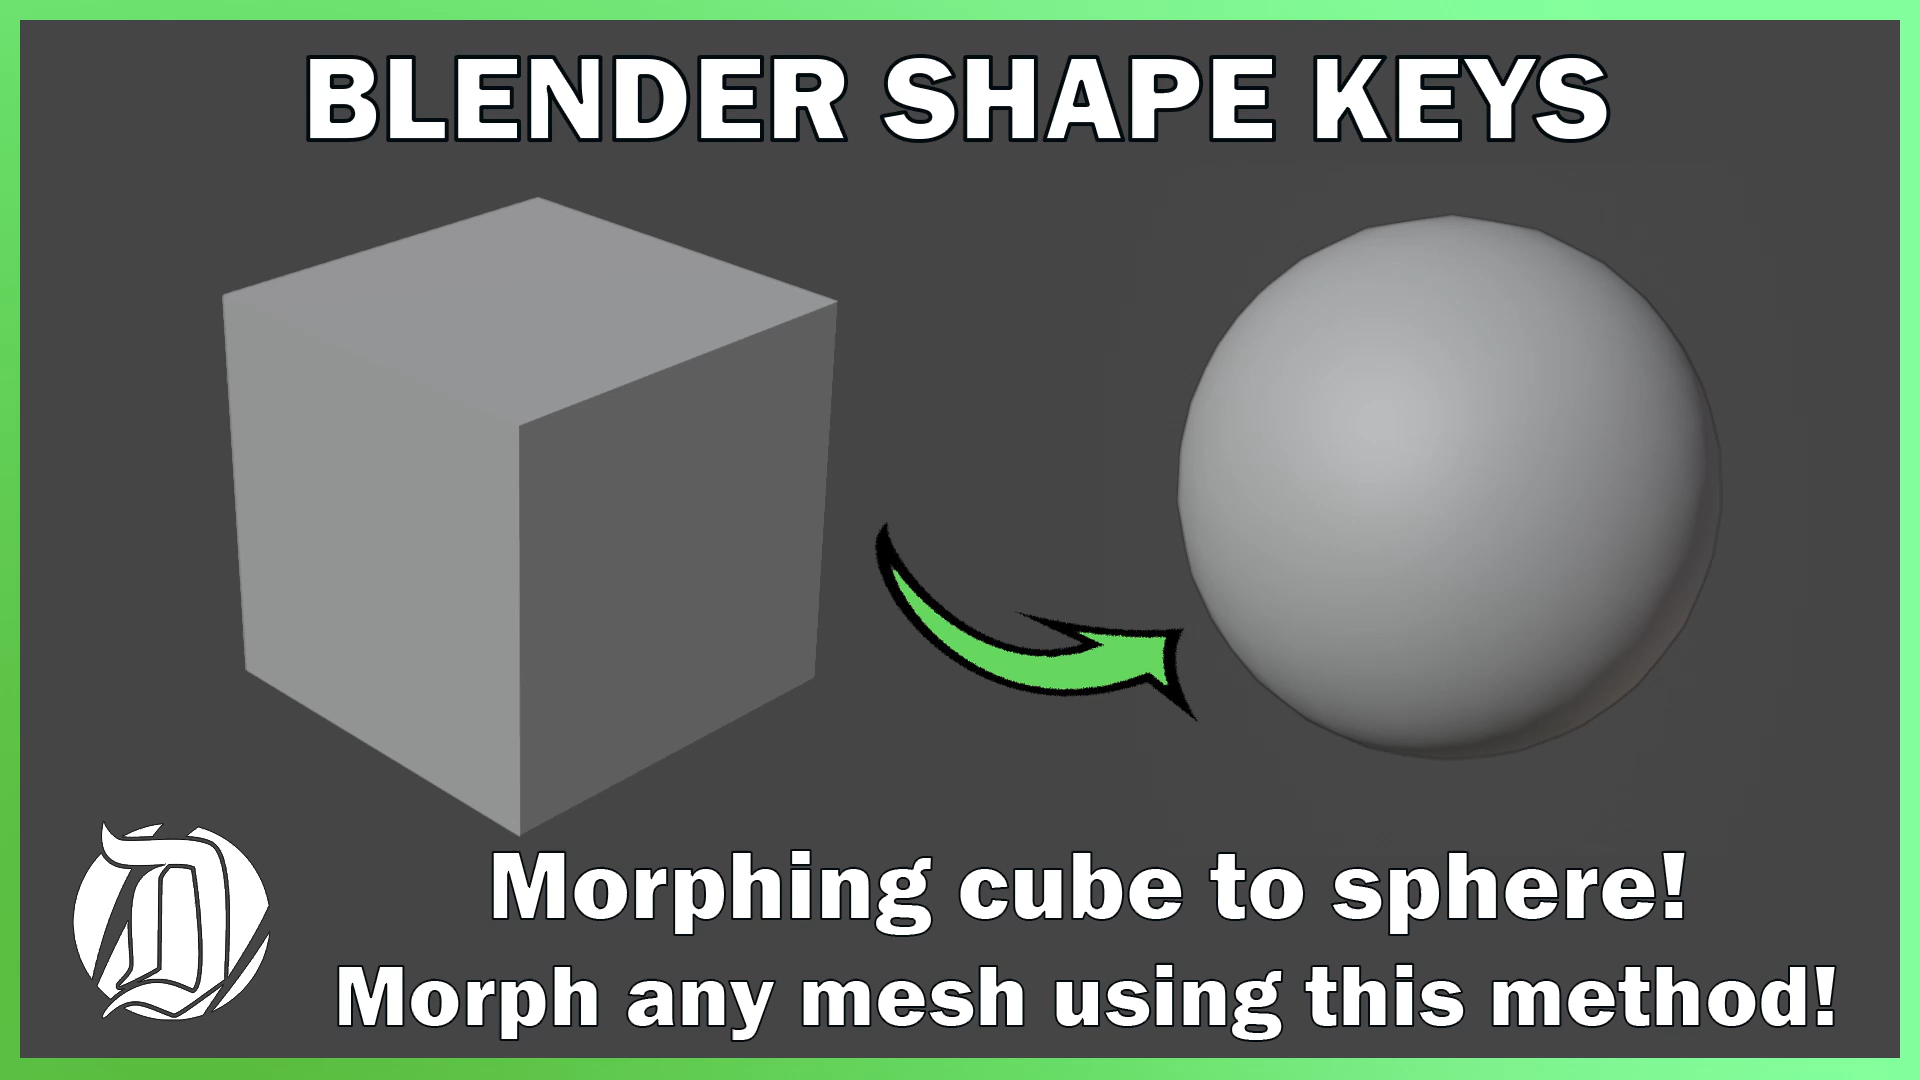 BLENDER SHAPE KEYS
Morphing cube to sphere!
Morph any mesh using this method!
D